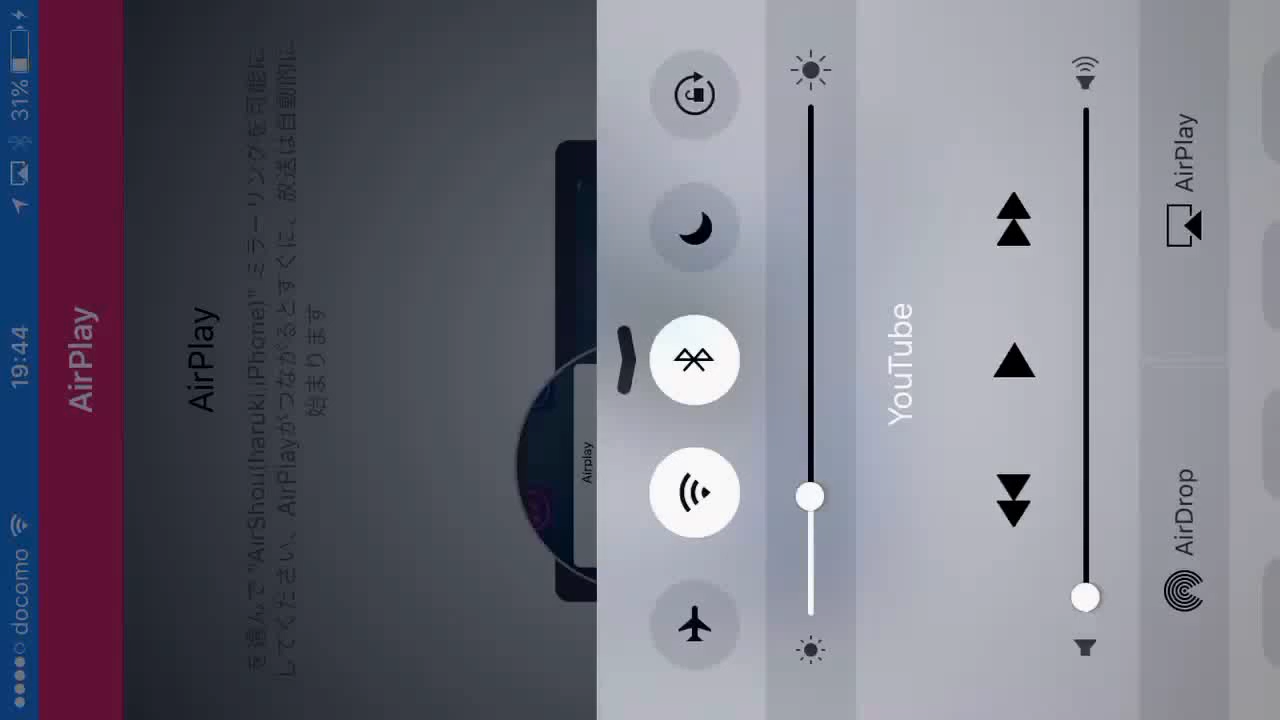 docomo 19:44 31%
AirPlay
AirPlay
を選んで "AirShou(haruki,iPhone)" ミラーリングを可能に
してください、AirPlayがつながるとすぐに、放送は自動的に
始まります
Airplay
YouTube
AirDrop
AirPlay